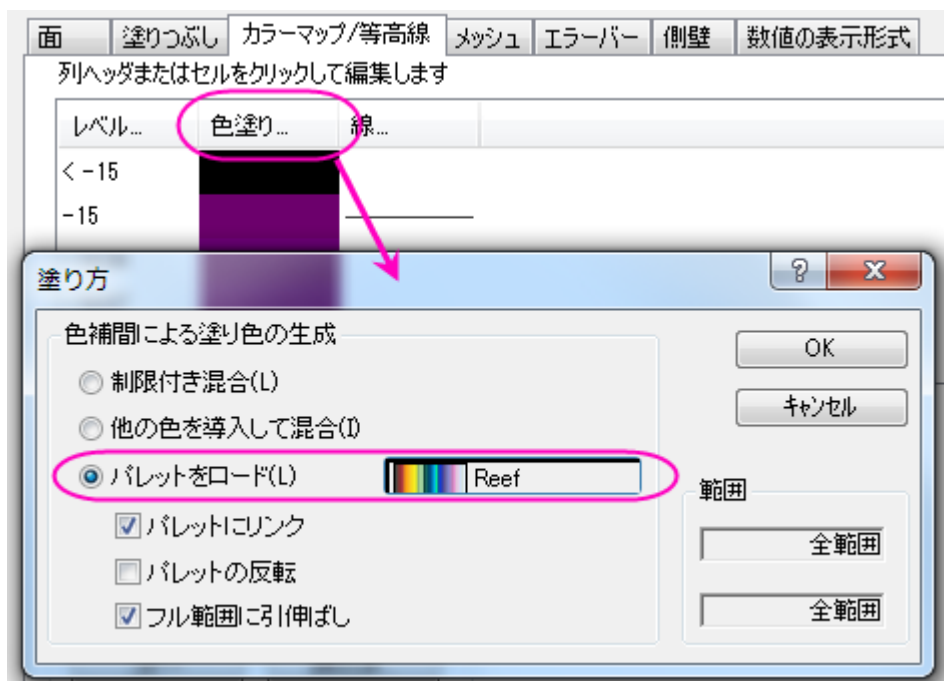 面 塗りつぶし カラーマップ/等高線 メッシュ エラーバー 側壁 数値の表示形式
列ヘッダまたはセルをクリックして編集します
レベル... 色塗り... 線...
< -15
-15
塗り方
色補間による塗り色の生成
OK
制限付き混合(L)
キャンセル
他の色を導入して混合(I)
パレットをロード(L) Reef
範囲
パレットにリンク
全範囲
パレットの反転
フル範囲に引伸ばし
全範囲